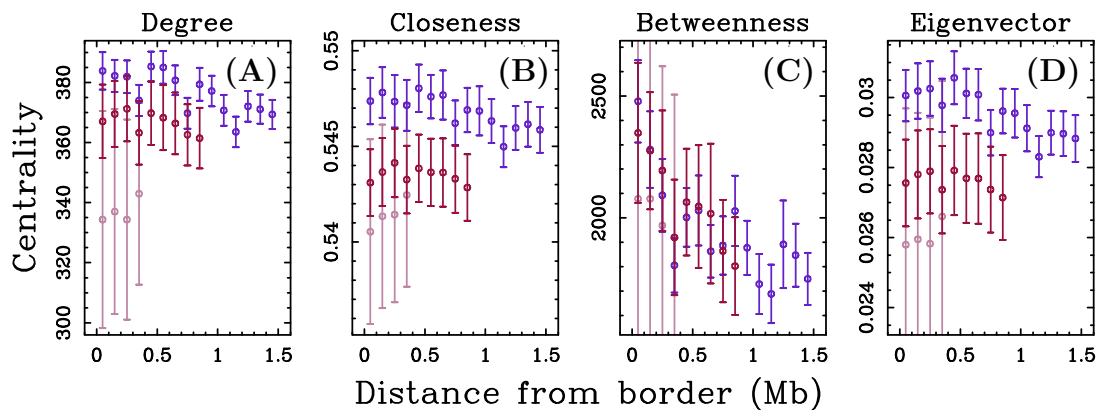 Degree Closeness Betweenness Eigenvector
(A) (B) (C) (D)
Centrality
300 320 340 360 380
0.54 0.545 0.55
2000 2500
0.024 0.026 0.028 0.03
0 0.5 1 1.5 0 0.5 1 1.5 0 0.5 1 1.5 0 0.5 1 1.5
Distance from border (Mb)